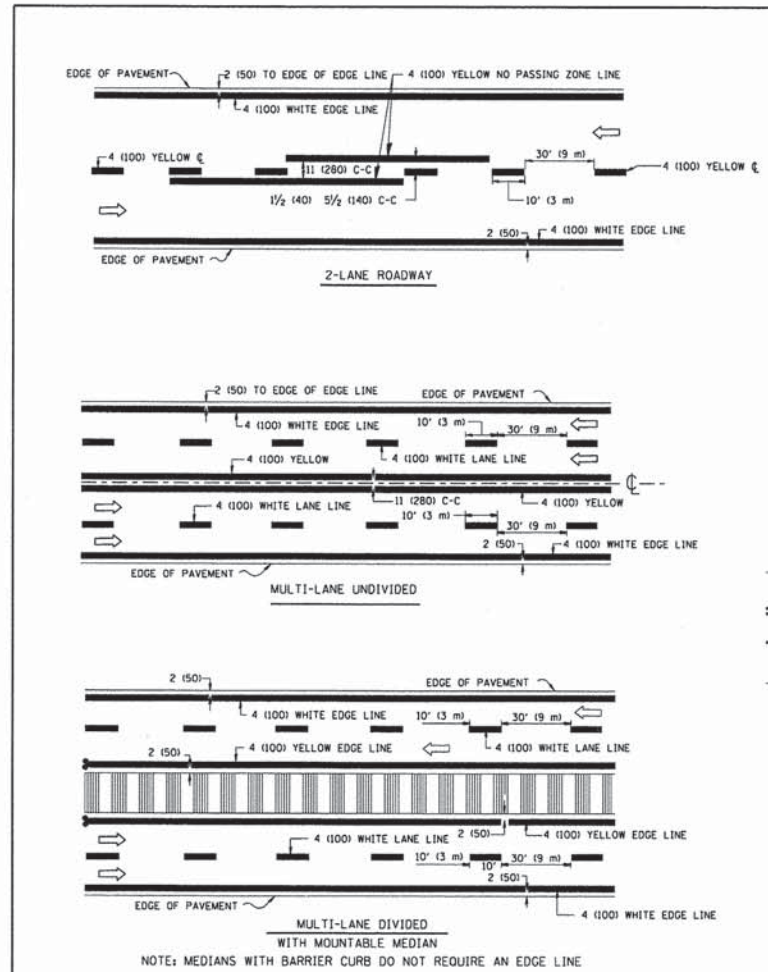 EDGE OF PAVEMENT
2 (50) TO EDGE OF EDGE LINE
4 (100) YELLOW NO PASSING ZONE LINE
4 (100) WHITE EDGE LINE
4 (100) YELLOW ℄
30' (9 m)
11 (280) C-C
4 (100) YELLOW ℄
1½ (40)
5½ (140) C-C
10' (3 m)
2 (50)
4 (100) WHITE EDGE LINE
EDGE OF PAVEMENT
2-LANE ROADWAY
2 (50) TO EDGE OF EDGE LINE
EDGE OF PAVEMENT
4 (100) WHITE EDGE LINE
10' (3 m)
30' (9 m)
4 (100) YELLOW
4 (100) WHITE LANE LINE
℄
4 (100) WHITE LANE LINE
11 (280) C-C
4 (100) YELLOW
10' (3 m)
30' (9 m)
2 (50)
4 (100) WHITE EDGE LINE
EDGE OF PAVEMENT
MULTI-LANE UNDIVIDED
2 (50)
EDGE OF PAVEMENT
4 (100) WHITE EDGE LINE
10' (3 m)
30' (9 m)
2 (50)
4 (100) YELLOW EDGE LINE
4 (100) WHITE LANE LINE
4 (100) WHITE LANE LINE
2 (50)
4 (100) YELLOW EDGE LINE
10' (3 m)
10'
30' (9 m)
2 (50)
EDGE OF PAVEMENT
4 (100) WHITE EDGE LINE
MULTI-LANE DIVIDED
WITH MOUNTABLE MEDIAN
NOTE: MEDIANS WITH BARRIER CURB DO NOT REQUIRE AN EDGE LINE